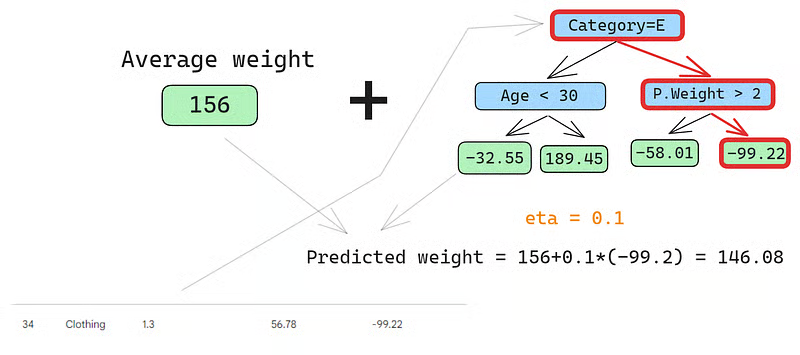 Category=E
Average weight
156
+
Age < 30
P.Weight > 2
-32.55
189.45
-58.01
-99.22
eta = 0.1
Predicted weight = 156+0.1*(-99.2) = 146.08
34 Clothing 1.3 56.78 -99.22